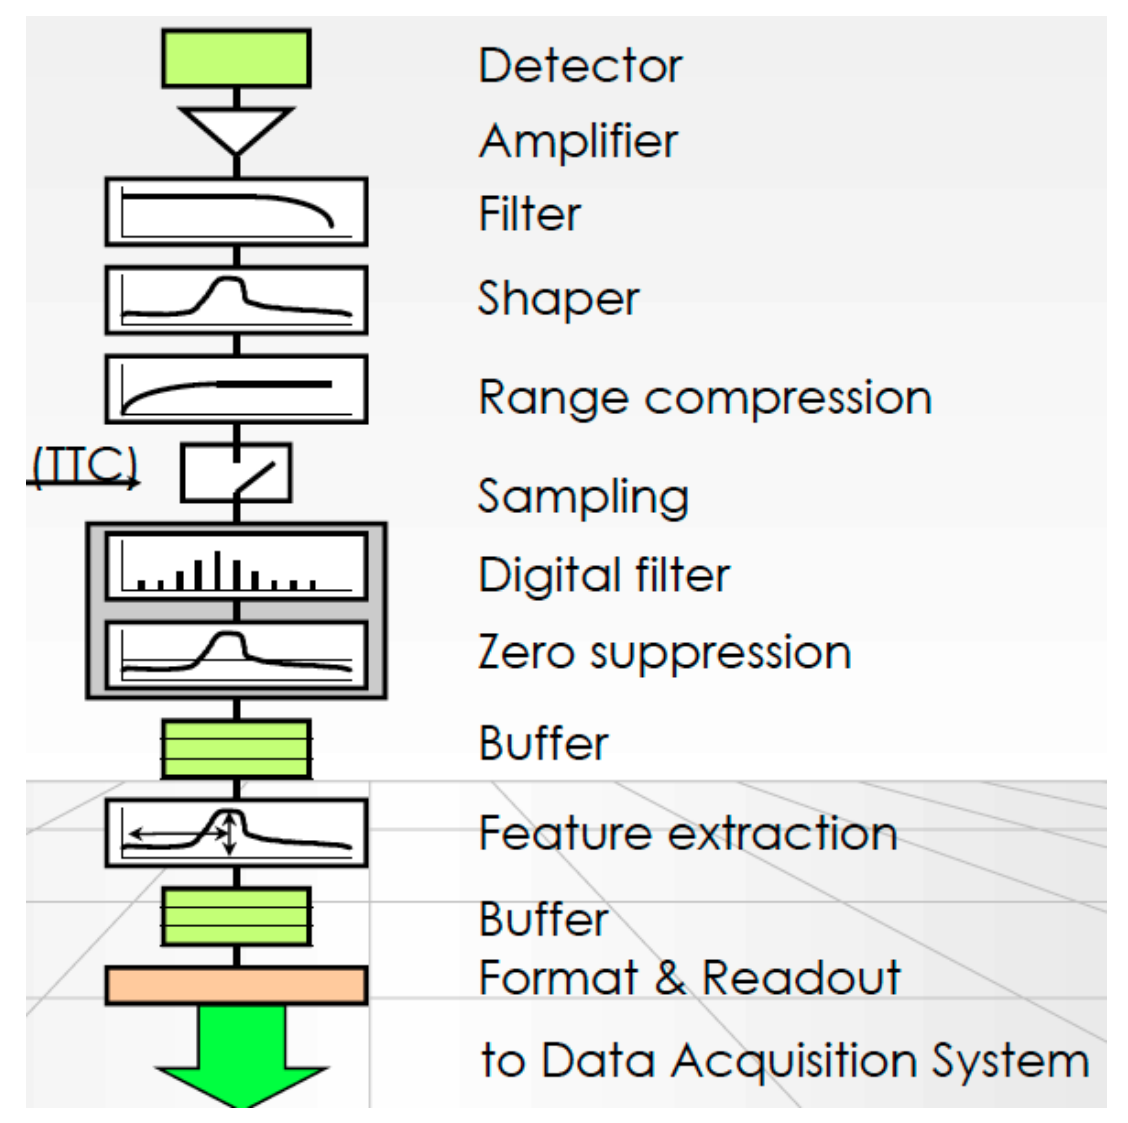 Detector
Amplifier
Filter
Shaper
Range compression
(TTC)
Sampling
Digital filter
Zero suppression
Buffer
Feature extraction
Buffer
Format & Readout
to Data Acquisition System